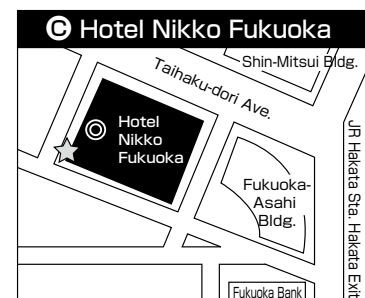 C Hotel Nikko Fukuoka
Shin-Mitsui Bldg.
Taihaku-dori Ave.
Hotel
Nikko
Fukuoka
Fukuoka-
Asahi
Bldg.
JR Hakata Sta. Hakata Exit
Fukuoka Bank